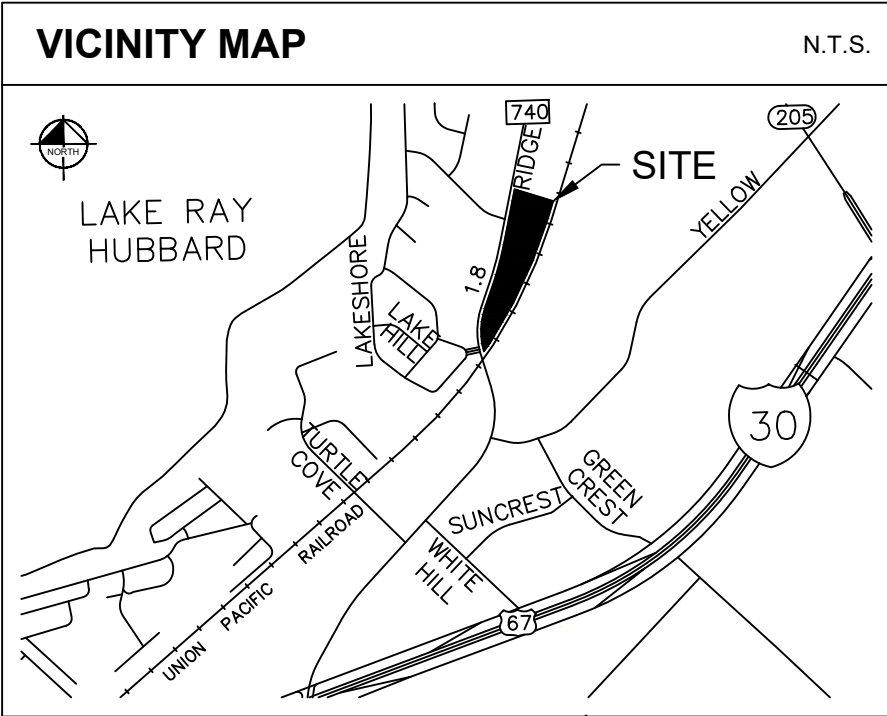 VICINITY MAP
N.T.S.
740
205
NORTH
RIDGE
SITE
LAKE RAY
HUBBARD
YELLOW
LAKESHORE
1.8
LAKE
HILL
30
TURTLE
COVE
GREEN
CREST
SUNCREST
WHITE
HILL
UNION PACIFIC RAILROAD
67